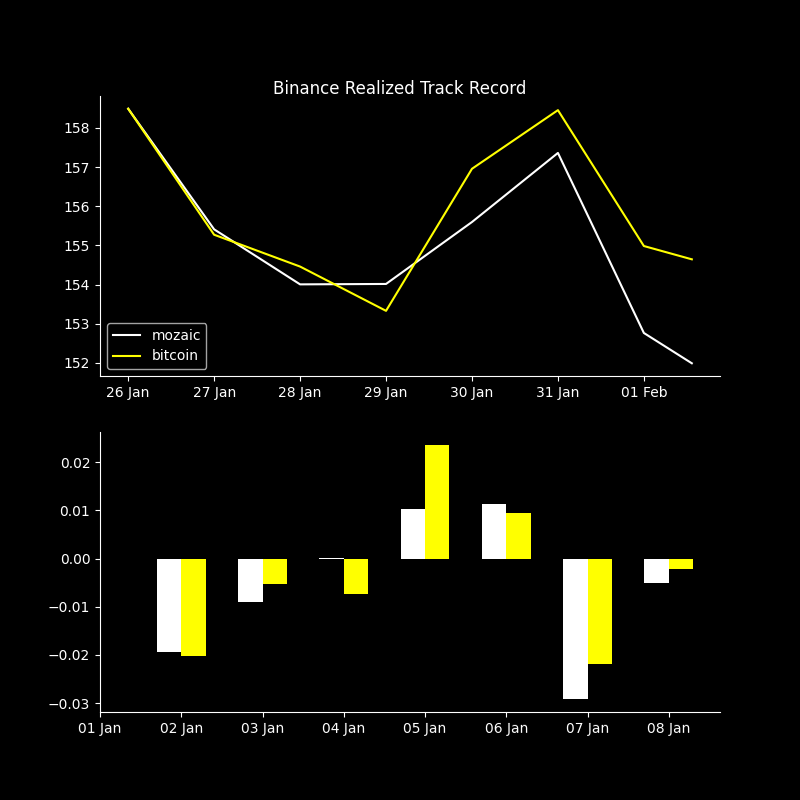 Binance Realized Track Record
158
157
156
155
154
153
152
mozaic
bitcoin
26 Jan 27 Jan 28 Jan 29 Jan 30 Jan 31 Jan 01 Feb
0.02
0.01
0.00
−0.01
−0.02
−0.03
01 Jan 02 Jan 03 Jan 04 Jan 05 Jan 06 Jan 07 Jan 08 Jan